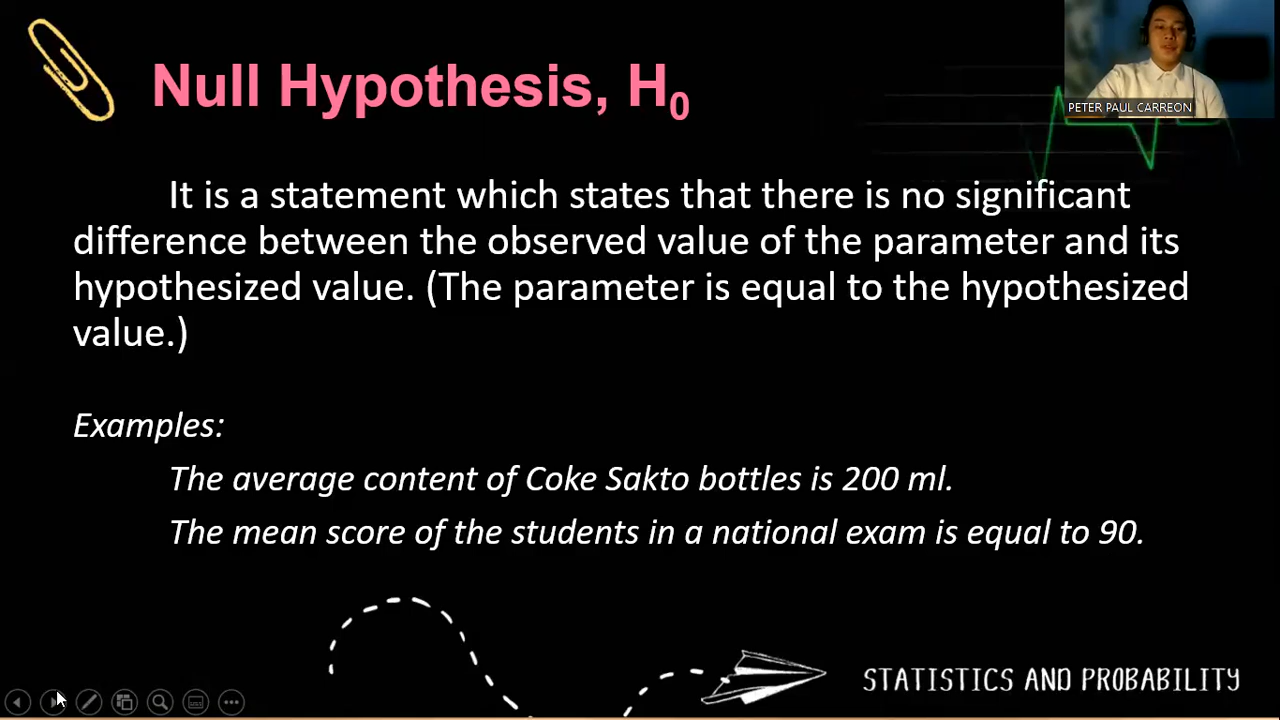 Null Hypothesis, H0
PETER PAUL CARREON
It is a statement which states that there is no significant
difference between the observed value of the parameter and its
hypothesized value. (The parameter is equal to the hypothesized
value.)
Examples:
The average content of Coke Sakto bottles is 200 ml.
The mean score of the students in a national exam is equal to 90.
STATISTICS AND PROBABILITY